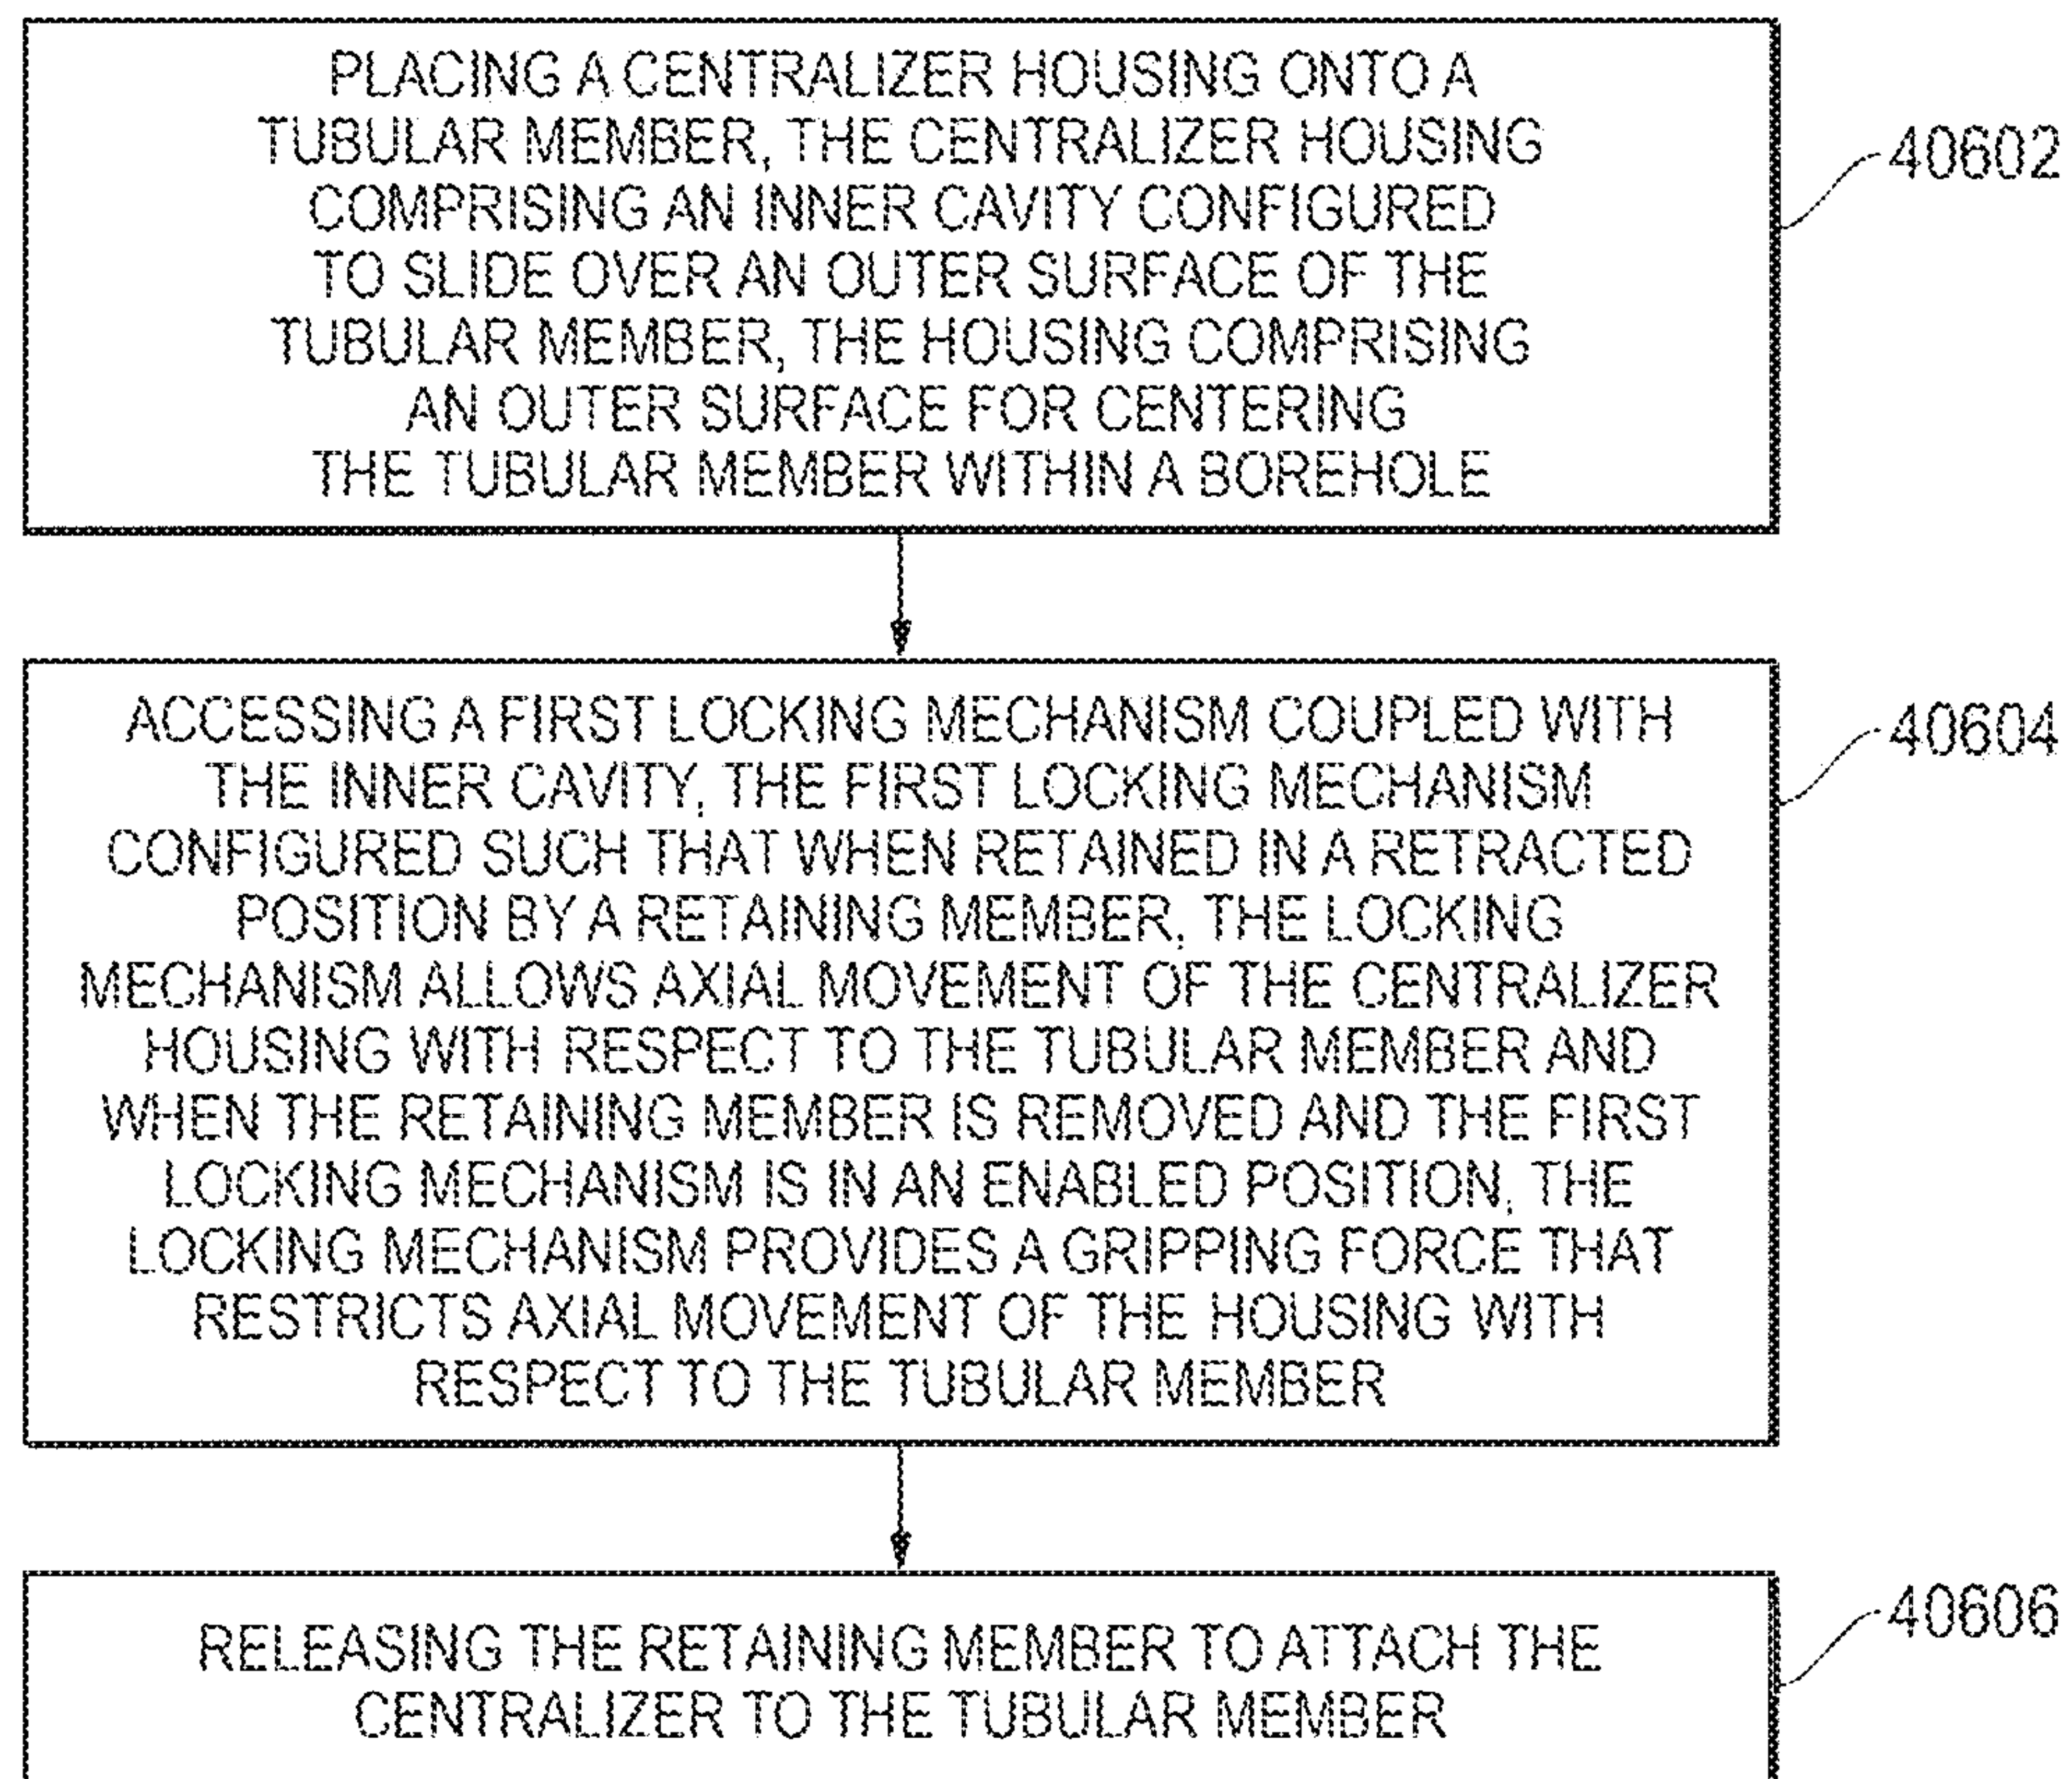 PLACING A CENTRALIZER HOUSING ONTO A
TUBULAR MEMBER, THE CENTRALIZER HOUSING
COMPRISING AN INNER CAVITY CONFIGURED
TO SLIDE OVER AN OUTER SURFACE OF THE
TUBULAR MEMBER, THE HOUSING COMPRISING
AN OUTER SURFACE FOR CENTERING
THE TUBULAR MEMBER WITHIN A BOREHOLE
40602
ACCESSING A FIRST LOCKING MECHANISM COUPLED WITH
THE INNER CAVITY, THE FIRST LOCKING MECHANISM
CONFIGURED SUCH THAT WHEN RETAINED IN A RETRACTED
POSITION BY A RETAINING MEMBER, THE LOCKING
MECHANISM ALLOWS AXIAL MOVEMENT OF THE CENTRALIZER
HOUSING WITH RESPECT TO THE TUBULAR MEMBER AND
WHEN THE RETAINING MEMBER IS REMOVED AND THE FIRST
LOCKING MECHANISM IS IN AN ENABLED POSITION, THE
LOCKING MECHANISM PROVIDES A GRIPPING FORCE THAT
RESTRICTS AXIAL MOVEMENT OF THE HOUSING WITH
RESPECT TO THE TUBULAR MEMBER
40604
RELEASING THE RETAINING MEMBER TO ATTACH THE
CENTRALIZER TO THE TUBULAR MEMBER
40606